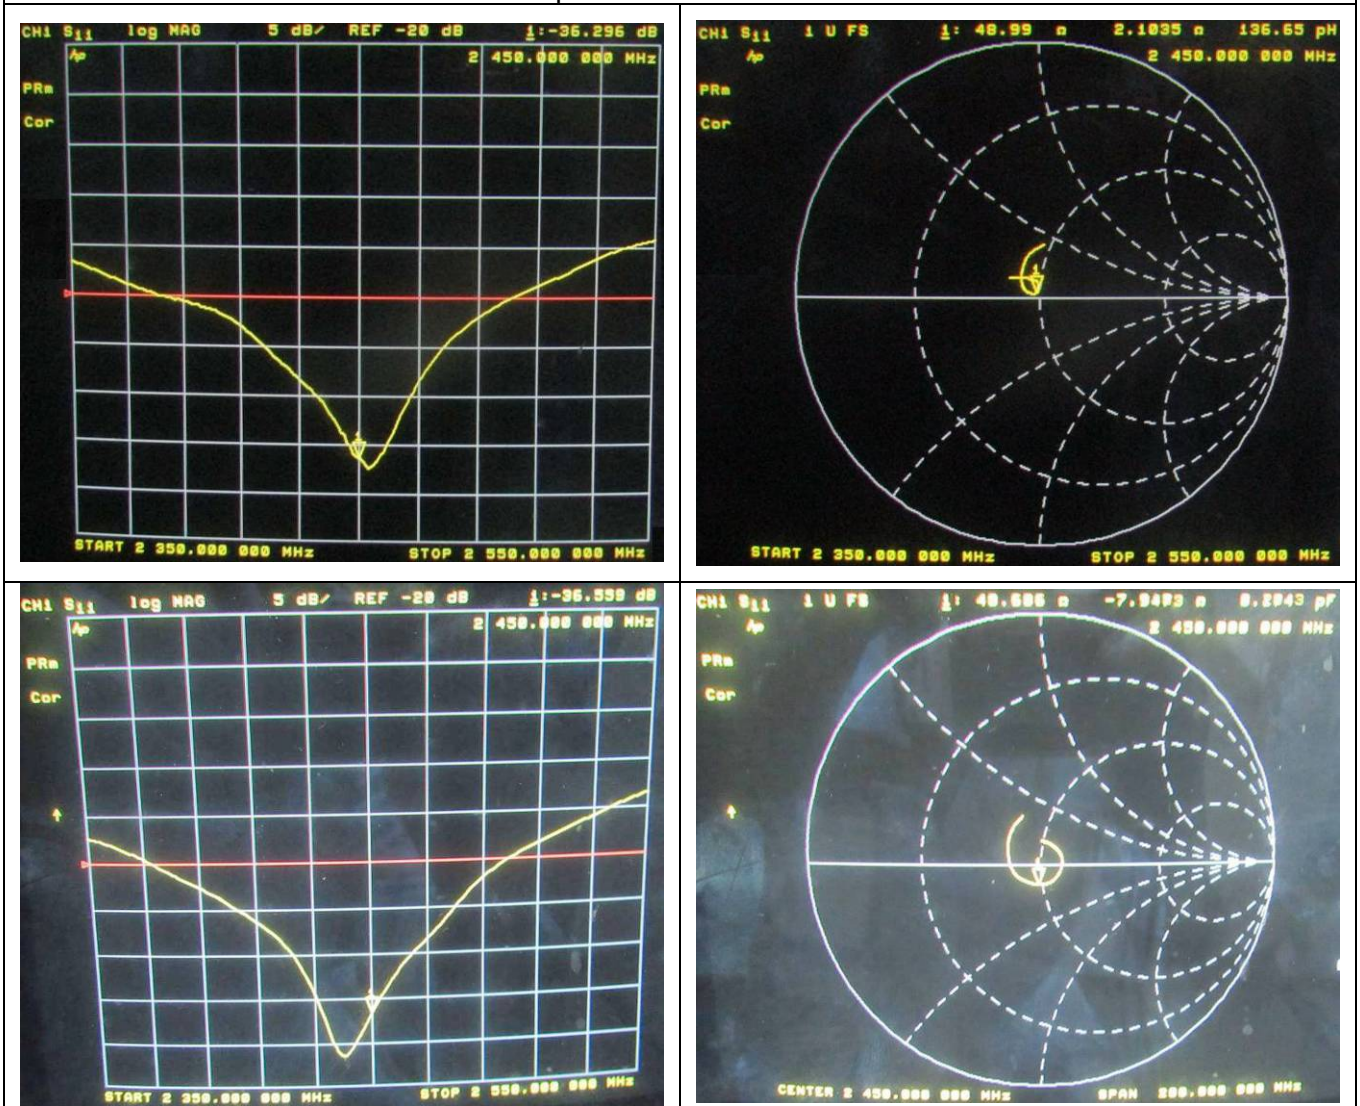 CH1 S11 log MAG 5 dB/ REF -20 dB 1:-36.296 dB
2 450.000 000 MHz
PRm
Cor
START 2 350.000 000 MHz STOP 2 550.000 000 MHz
CH1 S11 1 U FS 1: 48.99 Ω 2.1035 Ω 136.65 pH
2 450.000 000 MHz
PRm
Cor
START 2 350.000 000 MHz STOP 2 550.000 000 MHz
CH1 S11 log MAG 5 dB/ REF -20 dB 1:-36.559 dB
2 450.000 000 MHz
PRm
Cor
START 2 350.000 000 MHz STOP 2 550.000 000 MHz
CH1 S11 1 U FS 1: Ω Ω pF
2 450.000 000 MHz
PRm
Cor
CENTER 2 450.000 000 MHz SPAN 200.000 000 MHz